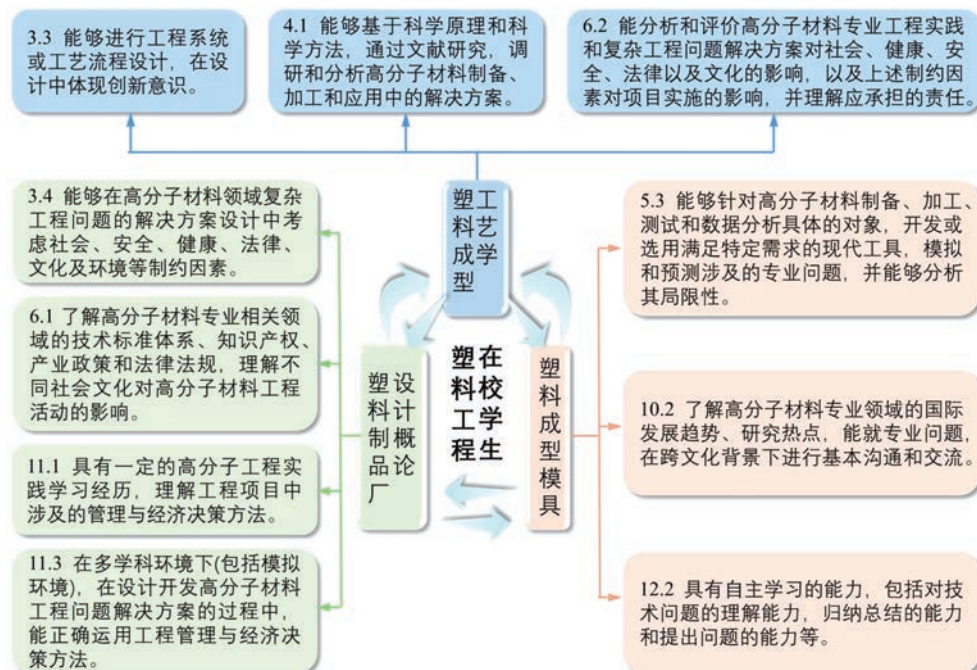 3.3 能够进行工程系统
或工艺流程设计，在设
计中体现创新意识。
4.1 能够基于科学原理和科
学方法，通过文献研究，调
研和分析高分子材料制备、
加工和应用中的解决方案。
6.2 能分析和评价高分子材料专业工程实践
和复杂工程问题解决方案对社会、健康、安
全、法律以及文化的影响，以及上述制约因
素对项目实施的影响，并理解应承担的责任。
3.4 能够在高分子材料领域复杂
工程问题的解决方案设计中考
虑社会、安全、健康、法律、
文化及环境等制约因素。
6.1 了解高分子材料专业相关领
域的技术标准体系、知识产权、
产业政策和法律法规，理解不
同社会文化对高分子材料工程
活动的影响。
11.1 具有一定的高分子工程实
践学习经历，理解工程项目中
涉及的管理与经济决策方法。
11.3 在多学科环境下(包括模拟
环境)，在设计开发高分子材料
工程问题解决方案的过程中，
能正确运用工程管理与经济决
策方法。
塑料成型
工艺学
塑料制品厂
设计概论
塑料工程
在校学生
塑料成型模具
5.3 能够针对高分子材料制备、加工、
测试和数据分析具体的对象，开发或
选用满足特定需求的现代工具，模拟
和预测涉及的专业问题，并能够分析
其局限性。
10.2 了解高分子材料专业领域的国际
发展趋势、研究热点，能就专业问题，
在跨文化背景下进行基本沟通和交流。
12.2 具有自主学习的能力，包括对技
术问题的理解能力，归纳总结的能力
和提出问题的能力等。